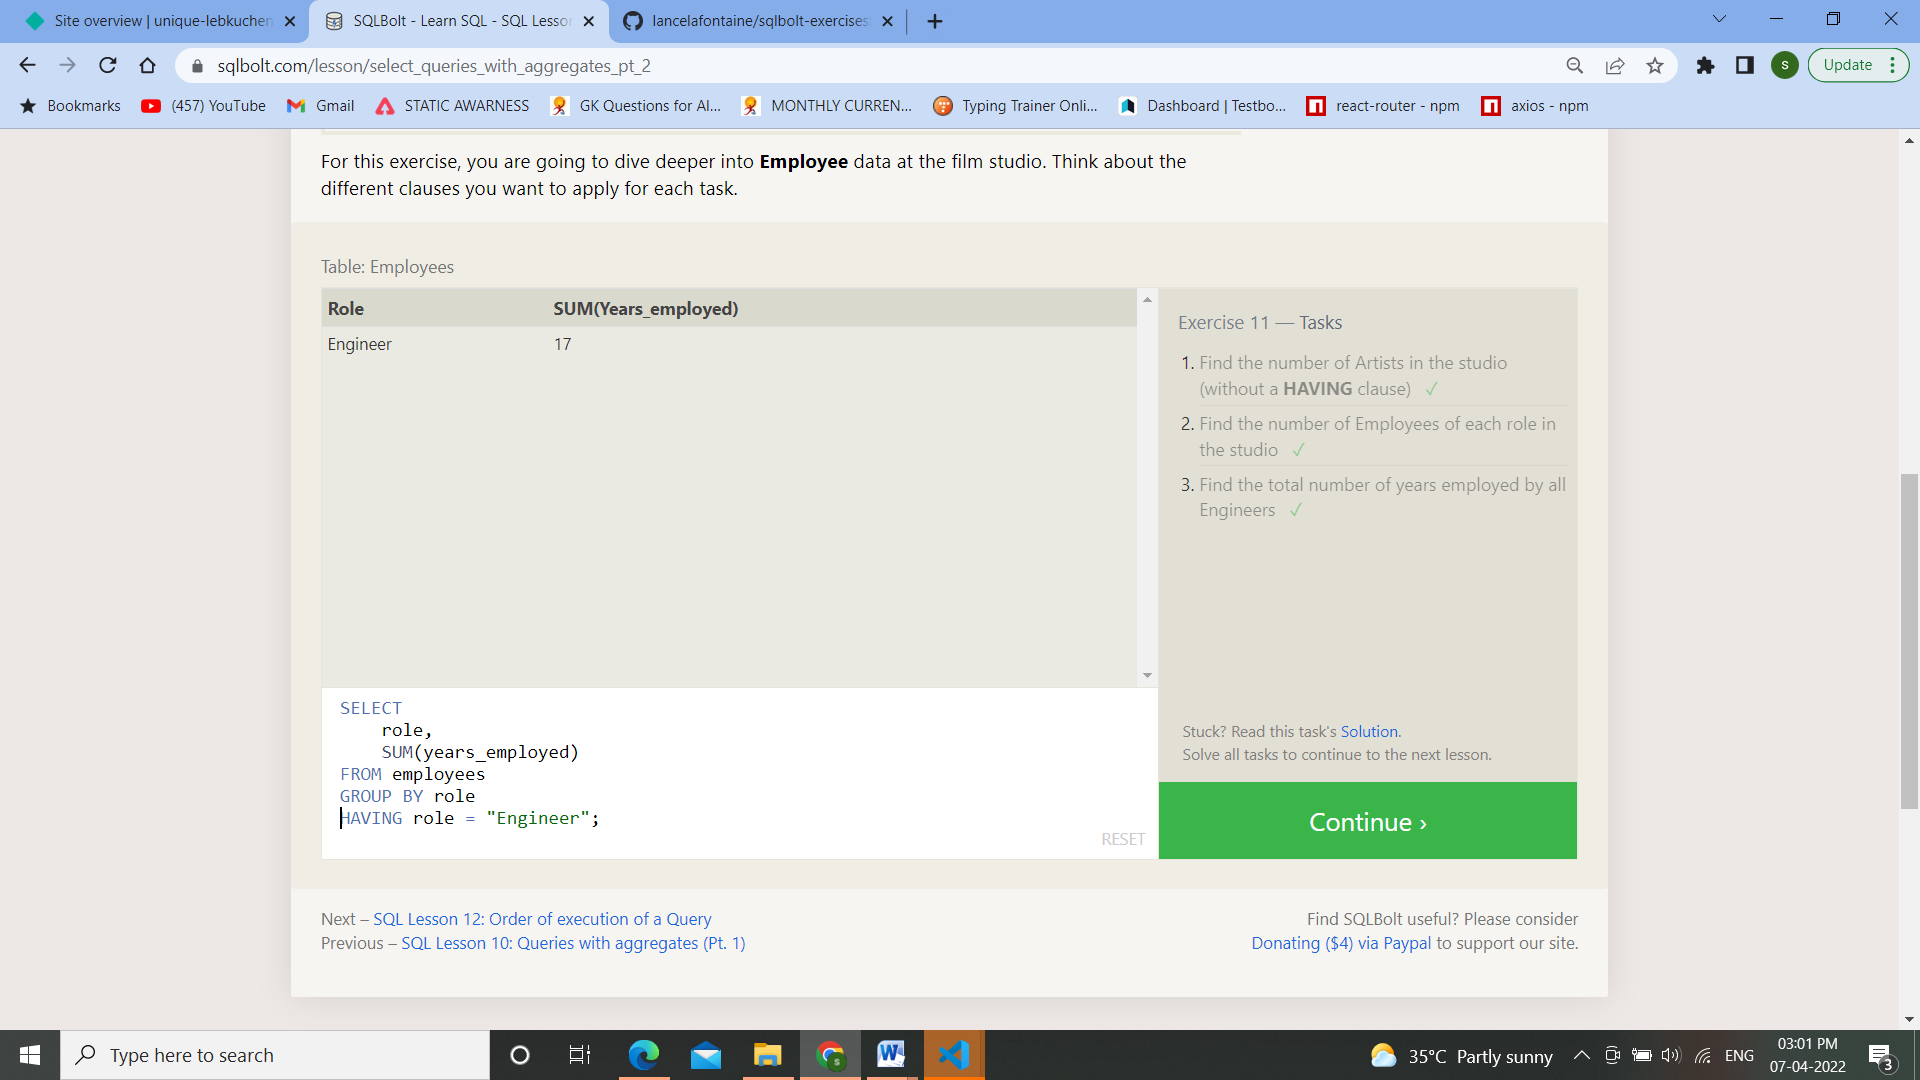 Site overview | unique-lebkuchen
SQLBolt - Learn SQL - SQL Lesson
lancelafontaine/sqlbolt-exercises
sqlbolt.com/lesson/select_queries_with_aggregates_pt_2
S
Update
Bookmarks
(457) YouTube
Gmail
STATIC AWARNESS
GK Questions for Al...
MONTHLY CURREN...
Typing Trainer Onli...
Dashboard | Testbo...
react-router - npm
axios - npm
For this exercise, you are going to dive deeper into Employee data at the film studio. Think about the
different clauses you want to apply for each task.
Table: Employees
Role SUM(Years_employed)
Engineer 17
Exercise 11 — Tasks
1. Find the number of Artists in the studio
(without a HAVING clause) ✓
2. Find the number of Employees of each role in
the studio ✓
3. Find the total number of years employed by all
Engineers ✓
SELECT
role,
SUM(years_employed)
FROM employees
GROUP BY role
HAVING role = "Engineer";
RESET
Stuck? Read this task's Solution.
Solve all tasks to continue to the next lesson.
Continue ›
Next – SQL Lesson 12: Order of execution of a Query
Previous – SQL Lesson 10: Queries with aggregates (Pt. 1)
Find SQLBolt useful? Please consider
Donating ($4) via Paypal to support our site.
Type here to search
35°C Partly sunny
ENG
03:01 PM
07-04-2022
3